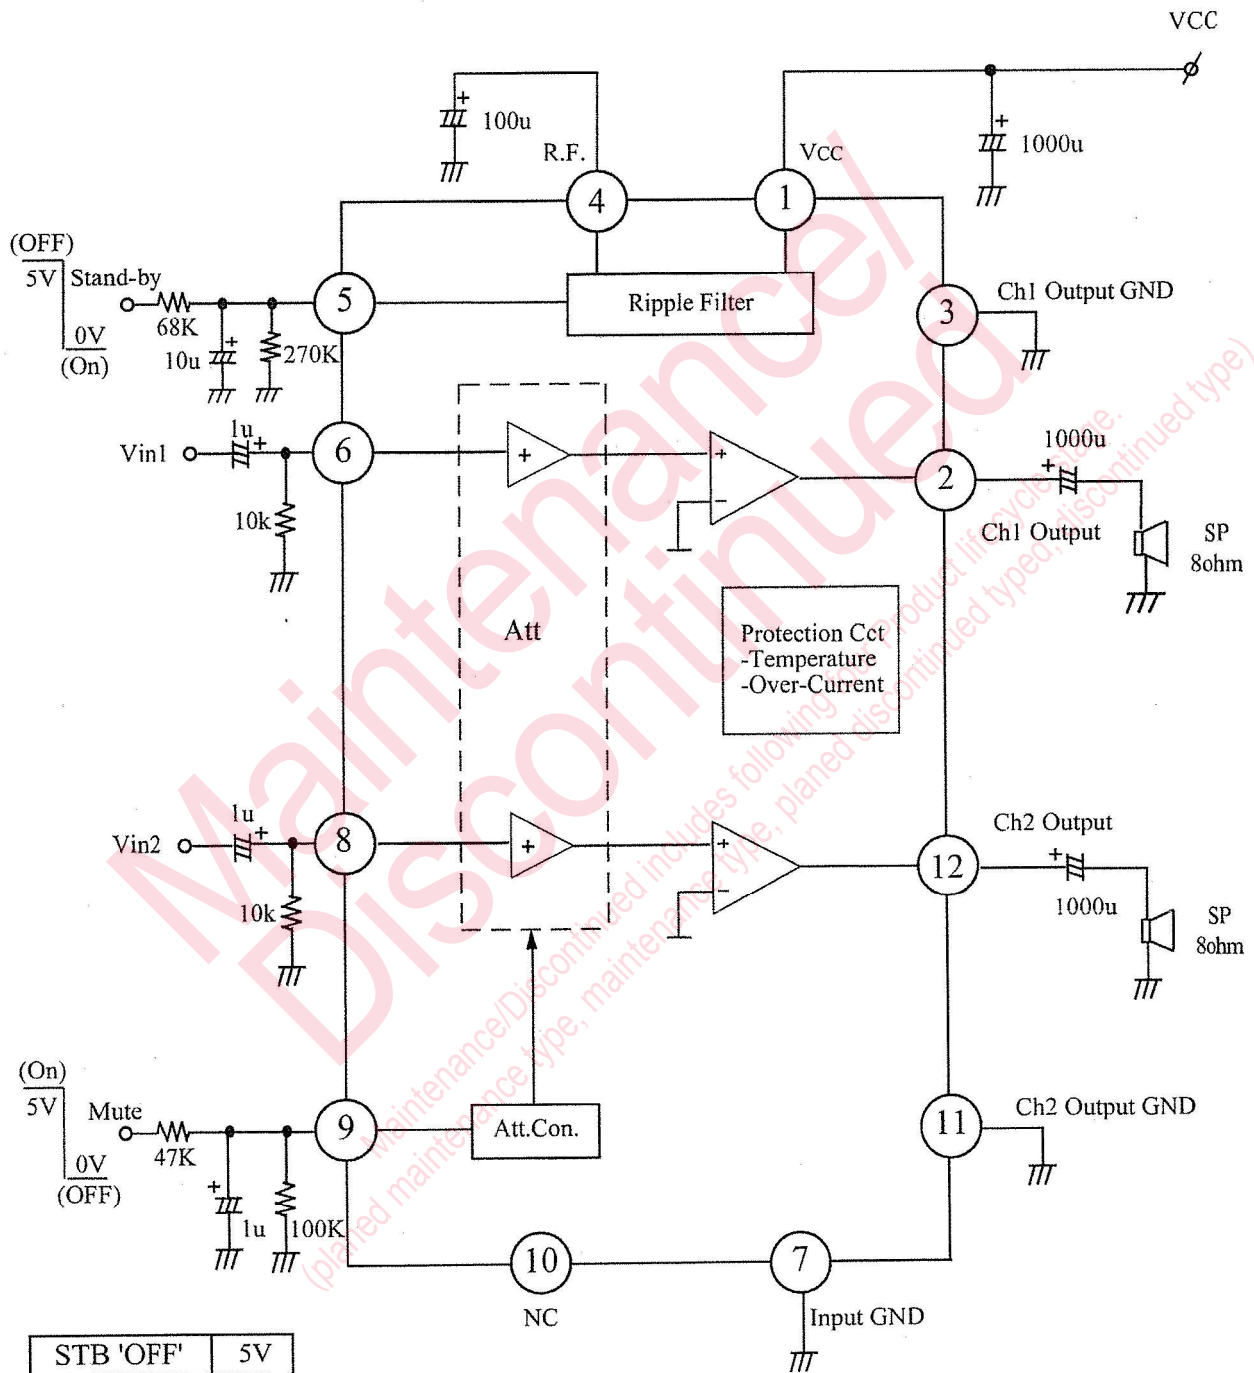 VCC
+
100u
R.F.
VCC
+
1000u
4
1
(OFF)
5V
Stand-by
0V
(On)
68K
+
10u
270K
5
Ripple Filter
3
Ch1 Output GND
Vin1
1u
+
10k
6
+
+
-
2
1000u
+
Ch1 Output
SP
8ohm
Att
Protection Cct
-Temperature
-Over-Current
Vin2
1u
+
10k
8
+
+
-
12
Ch2 Output
+
1000u
SP
8ohm
(On)
5V
Mute
0V
(OFF)
47K
+
1u
100K
9
Att.Con.
11
Ch2 Output GND
10
NC
7
Input GND
STB 'OFF'
5V
Maintenance/
Discontinued
Maintenance/Discontinued includes following four Product lifecycle stage.
(planed maintenance type, maintenance type, planed discontinued typed, discontinued type)